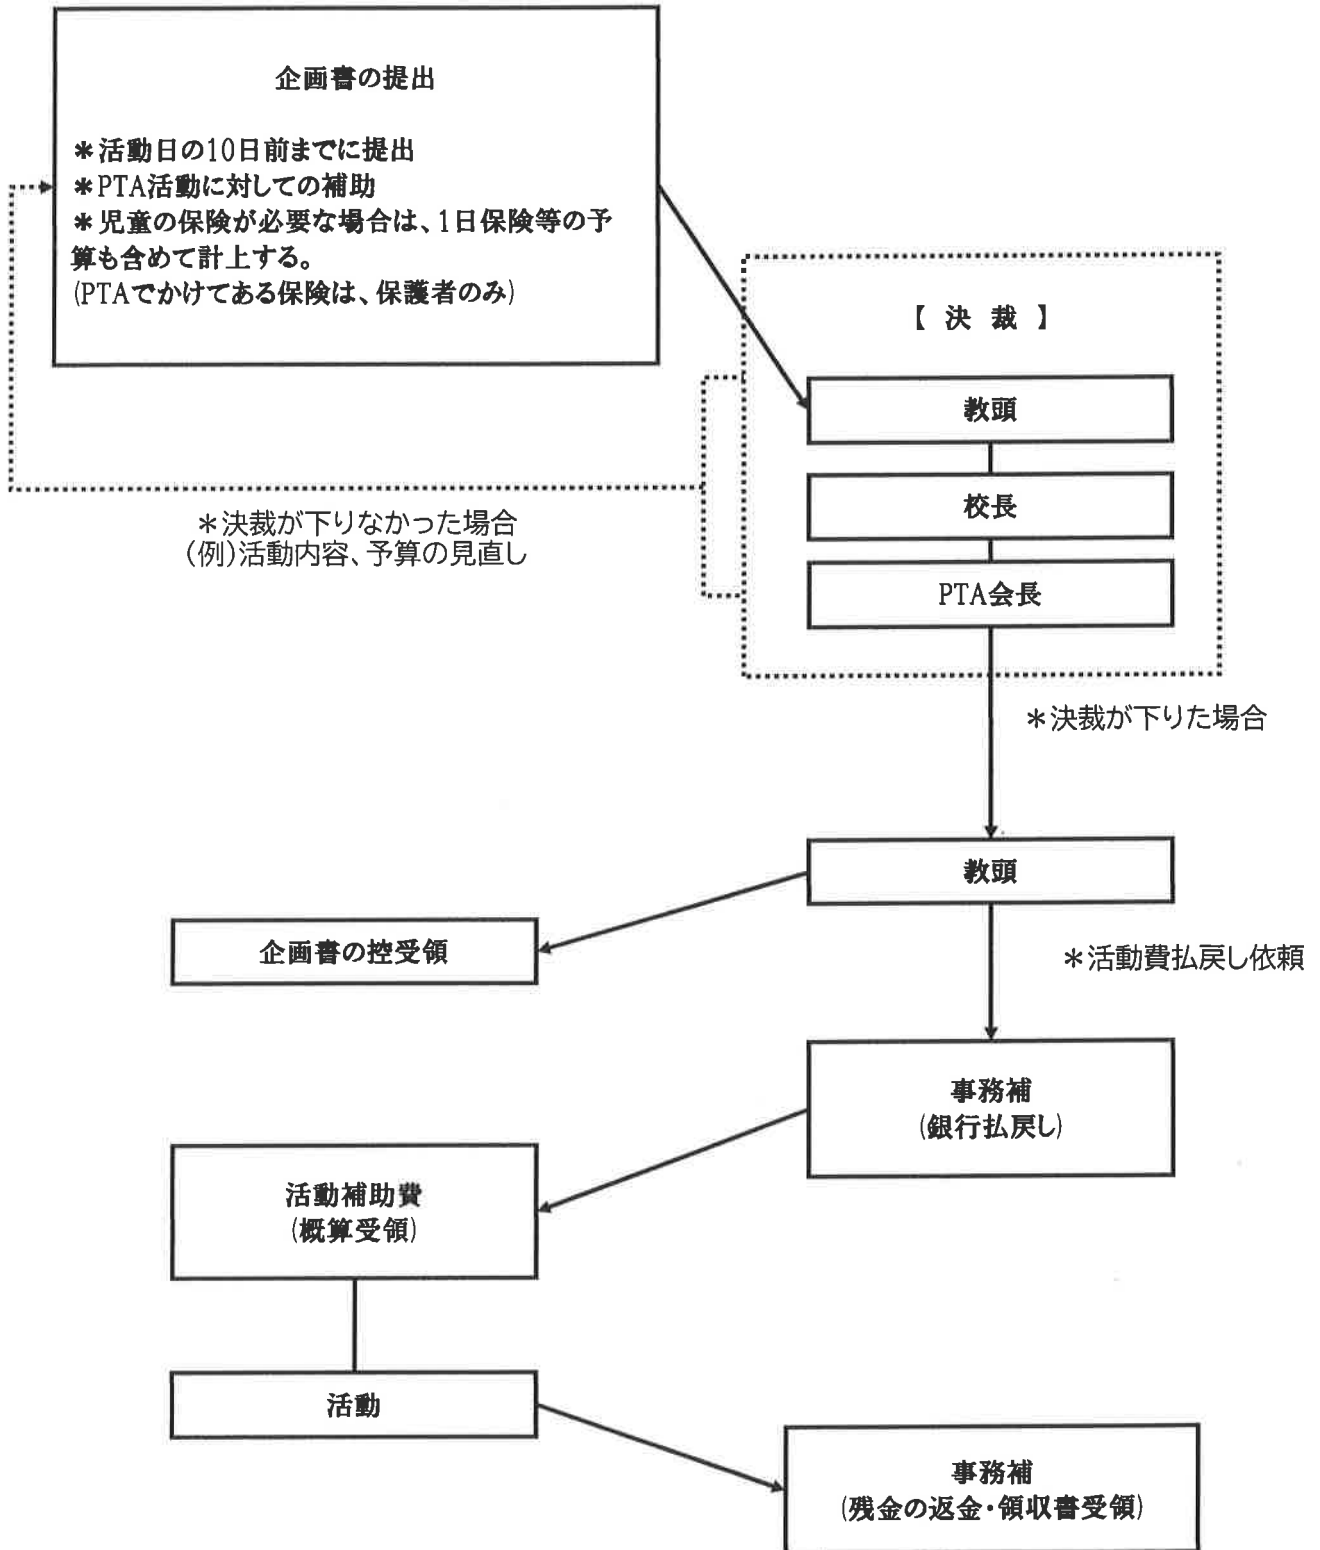 企画書の提出
＊活動日の10日前までに提出
＊PTA活動に対しての補助
＊児童の保険が必要な場合は、1日保険等の予
算も含めて計上する。
(PTAでかけてある保険は、保護者のみ)
【 決 裁 】
教頭
校長
PTA会長
＊決裁が下りなかった場合
(例)活動内容、予算の見直し
＊決裁が下りた場合
教頭
企画書の控受領
＊活動費払戻し依頼
事務補
(銀行払戻し)
活動補助費
(概算受領)
活動
事務補
(残金の返金・領収書受領)